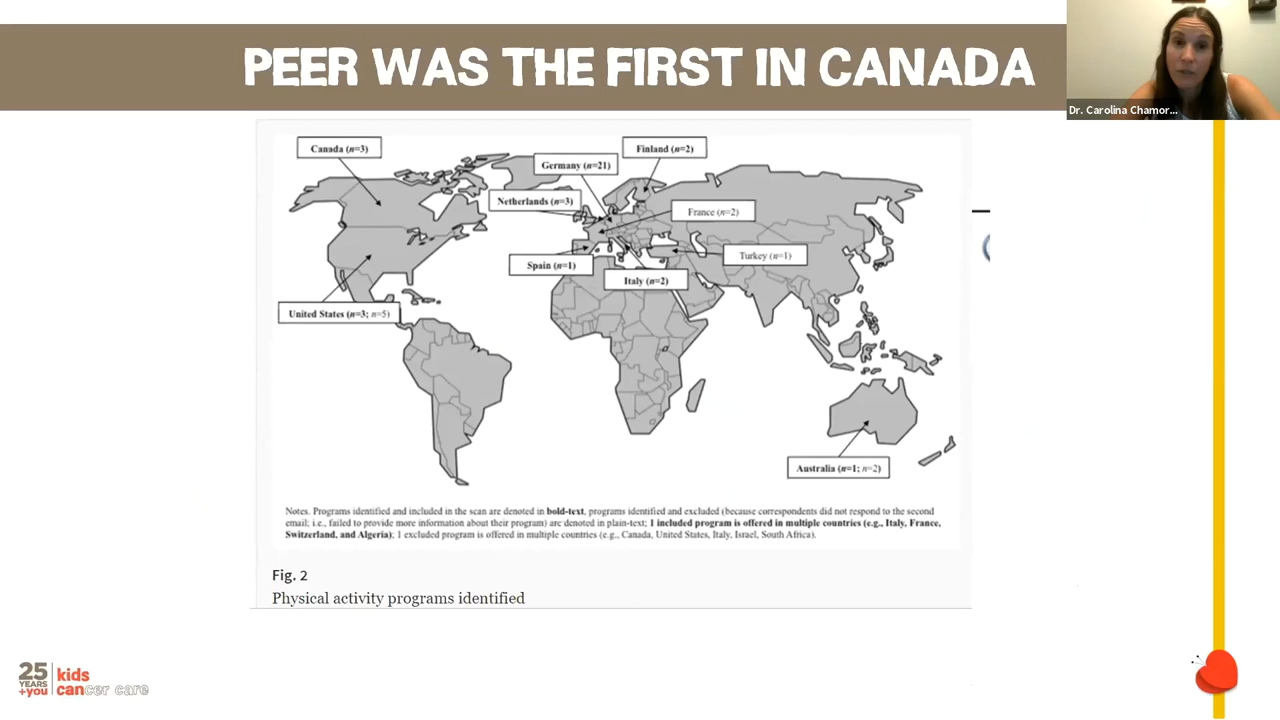 PEER WAS THE FIRST IN CANADA
Dr. Carolina Chamor...
Canada (n=3)
Finland (n=2)
Germany (n=21)
Netherlands (n=3)
France (n=2)
Turkey (n=1)
Spain (n=1)
Italy (n=2)
United States (n=3; n=5)
Australia (n=1; n=2)
Notes. Programs identified and included in the scan are denoted in bold-text, programs identified and excluded (because correspondents did not respond to the second
email; i.e., failed to provide more information about their program) are denoted in plain-text; 1 included program is offered in multiple countries (e.g., Italy, France,
Switzerland, and Algeria); 1 excluded program is offered in multiple countries (e.g., Canada, United States, Italy, Israel, South Africa).
Fig. 2
Physical activity programs identified
25
YEARS
+you
kids
cancer care